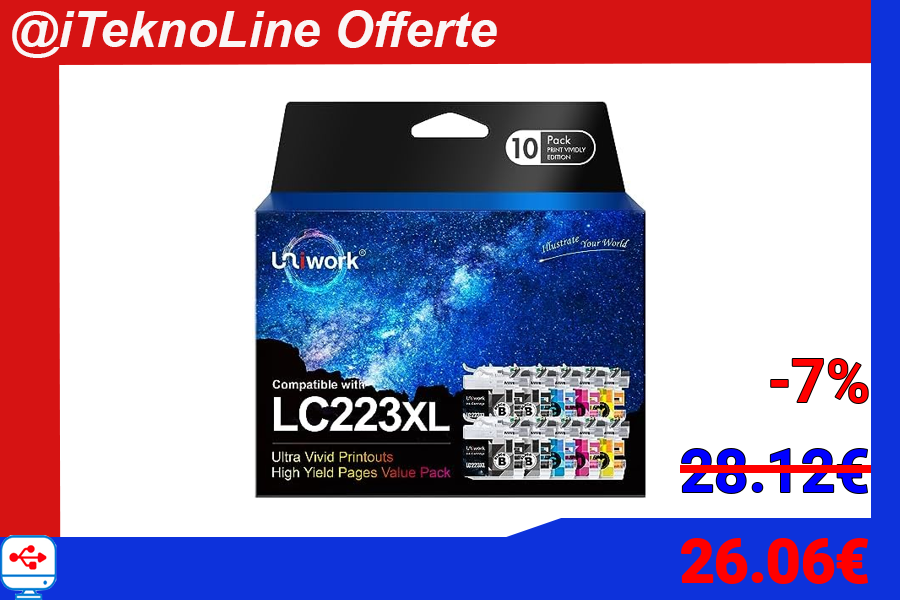 @iTeknoLine Offerte
10 Pack
PRINT VIVIDLY
EDITION
Uniwork®
Illustrate Your World
Compatible with
LC223XL
Ultra Vivid Printouts
High Yield Pages Value Pack
B B
B B
LC223XL
-7%
28.12€
26.06€